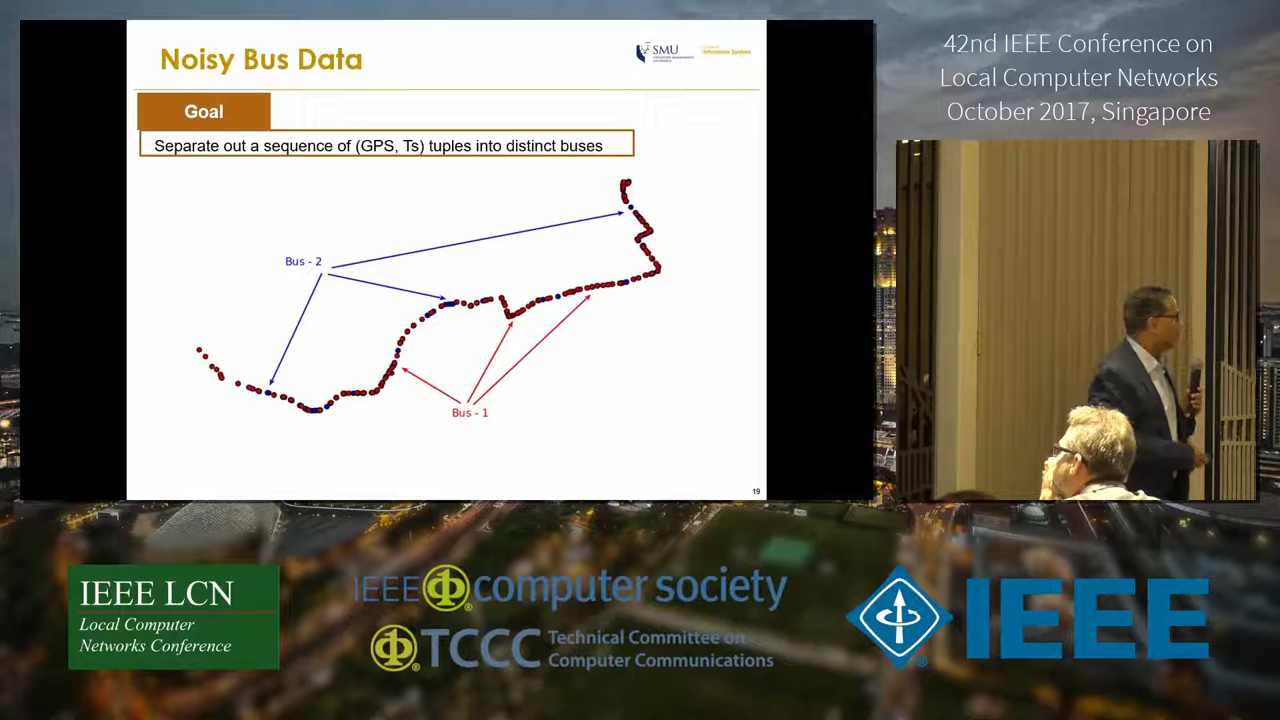 Noisy Bus Data
SMU
Goal
Separate out a sequence of (GPS, Ts) tuples into distinct buses
Bus - 2
Bus - 1
19
42nd IEEE Conference on
Local Computer Networks
October 2017, Singapore
IEEE LCN
Local Computer
Networks Conference
IEEE computer society
TCCC Technical Committee on
Computer Communications
IEEE